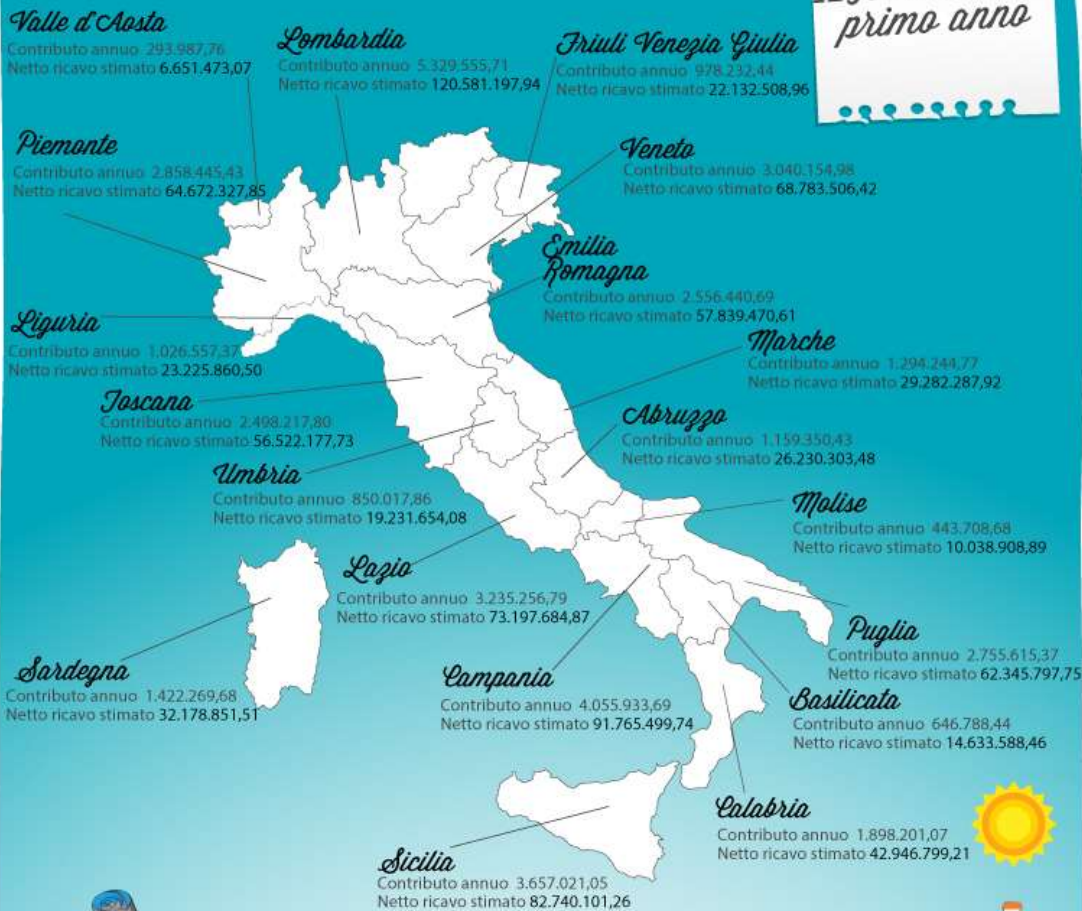 primo anno
Valle d'Aosta
Contributo annuo 293.987,76
Netto ricavo stimato 6.651.473,07
Lombardia
Contributo annuo 5.329.555,71
Netto ricavo stimato 120.581.197,94
Friuli Venezia Giulia
Contributo annuo 978.232,44
Netto ricavo stimato 22.132.508,96
Piemonte
Contributo annuo 2.858.445,43
Netto ricavo stimato 64.672.327,85
Veneto
Contributo annuo 3.040.154,98
Netto ricavo stimato 68.783.506,42
Emilia
Romagna
Contributo annuo 2.556.440,69
Netto ricavo stimato 57.839.470,61
Liguria
Contributo annuo 1.026.557,37
Netto ricavo stimato 23.225.860,50
Marche
Contributo annuo 1.294.244,77
Netto ricavo stimato 29.282.287,92
Toscana
Contributo annuo 2.498.217,80
Netto ricavo stimato 56.522.177,73
Abruzzo
Contributo annuo 1.159.350,43
Netto ricavo stimato 26.230.303,48
Umbria
Contributo annuo 850.017,86
Netto ricavo stimato 19.231.654,08
Molise
Contributo annuo 443.708,68
Netto ricavo stimato 10.038.908,89
Lazio
Contributo annuo 3.235.256,79
Netto ricavo stimato 73.197.684,87
Puglia
Contributo annuo 2.755.615,37
Netto ricavo stimato 62.345.797,75
Sardegna
Contributo annuo 1.422.269,68
Netto ricavo stimato 32.178.851,51
Campania
Contributo annuo 4.055.933,69
Netto ricavo stimato 91.765.499,74
Basilicata
Contributo annuo 646.788,44
Netto ricavo stimato 14.633.588,46
Calabria
Contributo annuo 1.898.201,07
Netto ricavo stimato 42.946.799,21
Sicilia
Contributo annuo 3.657.021,05
Netto ricavo stimato 82.740.101,26